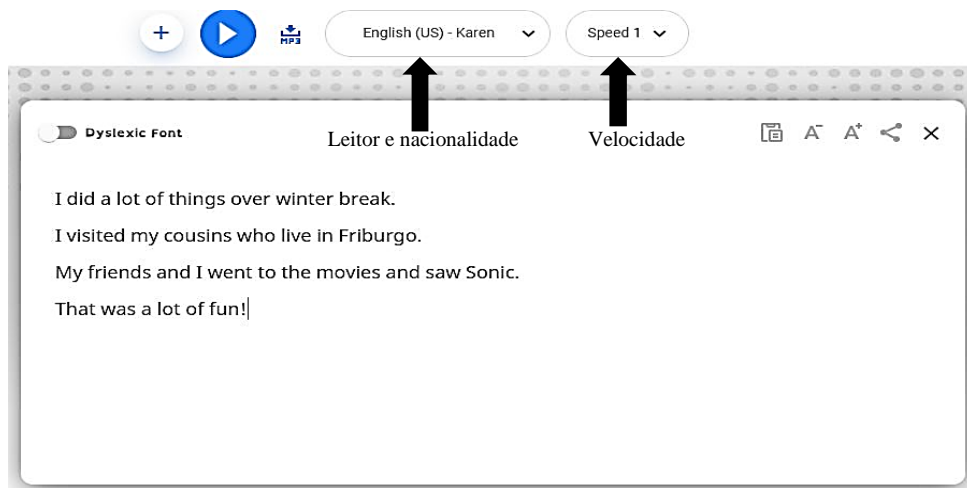 + MP3 English (US) - Karen Speed 1
Leitor e nacionalidade Velocidade
Dyslexic Font A- A+ ×
I did a lot of things over winter break.
I visited my cousins who live in Friburgo.
My friends and I went to the movies and saw Sonic.
That was a lot of fun!